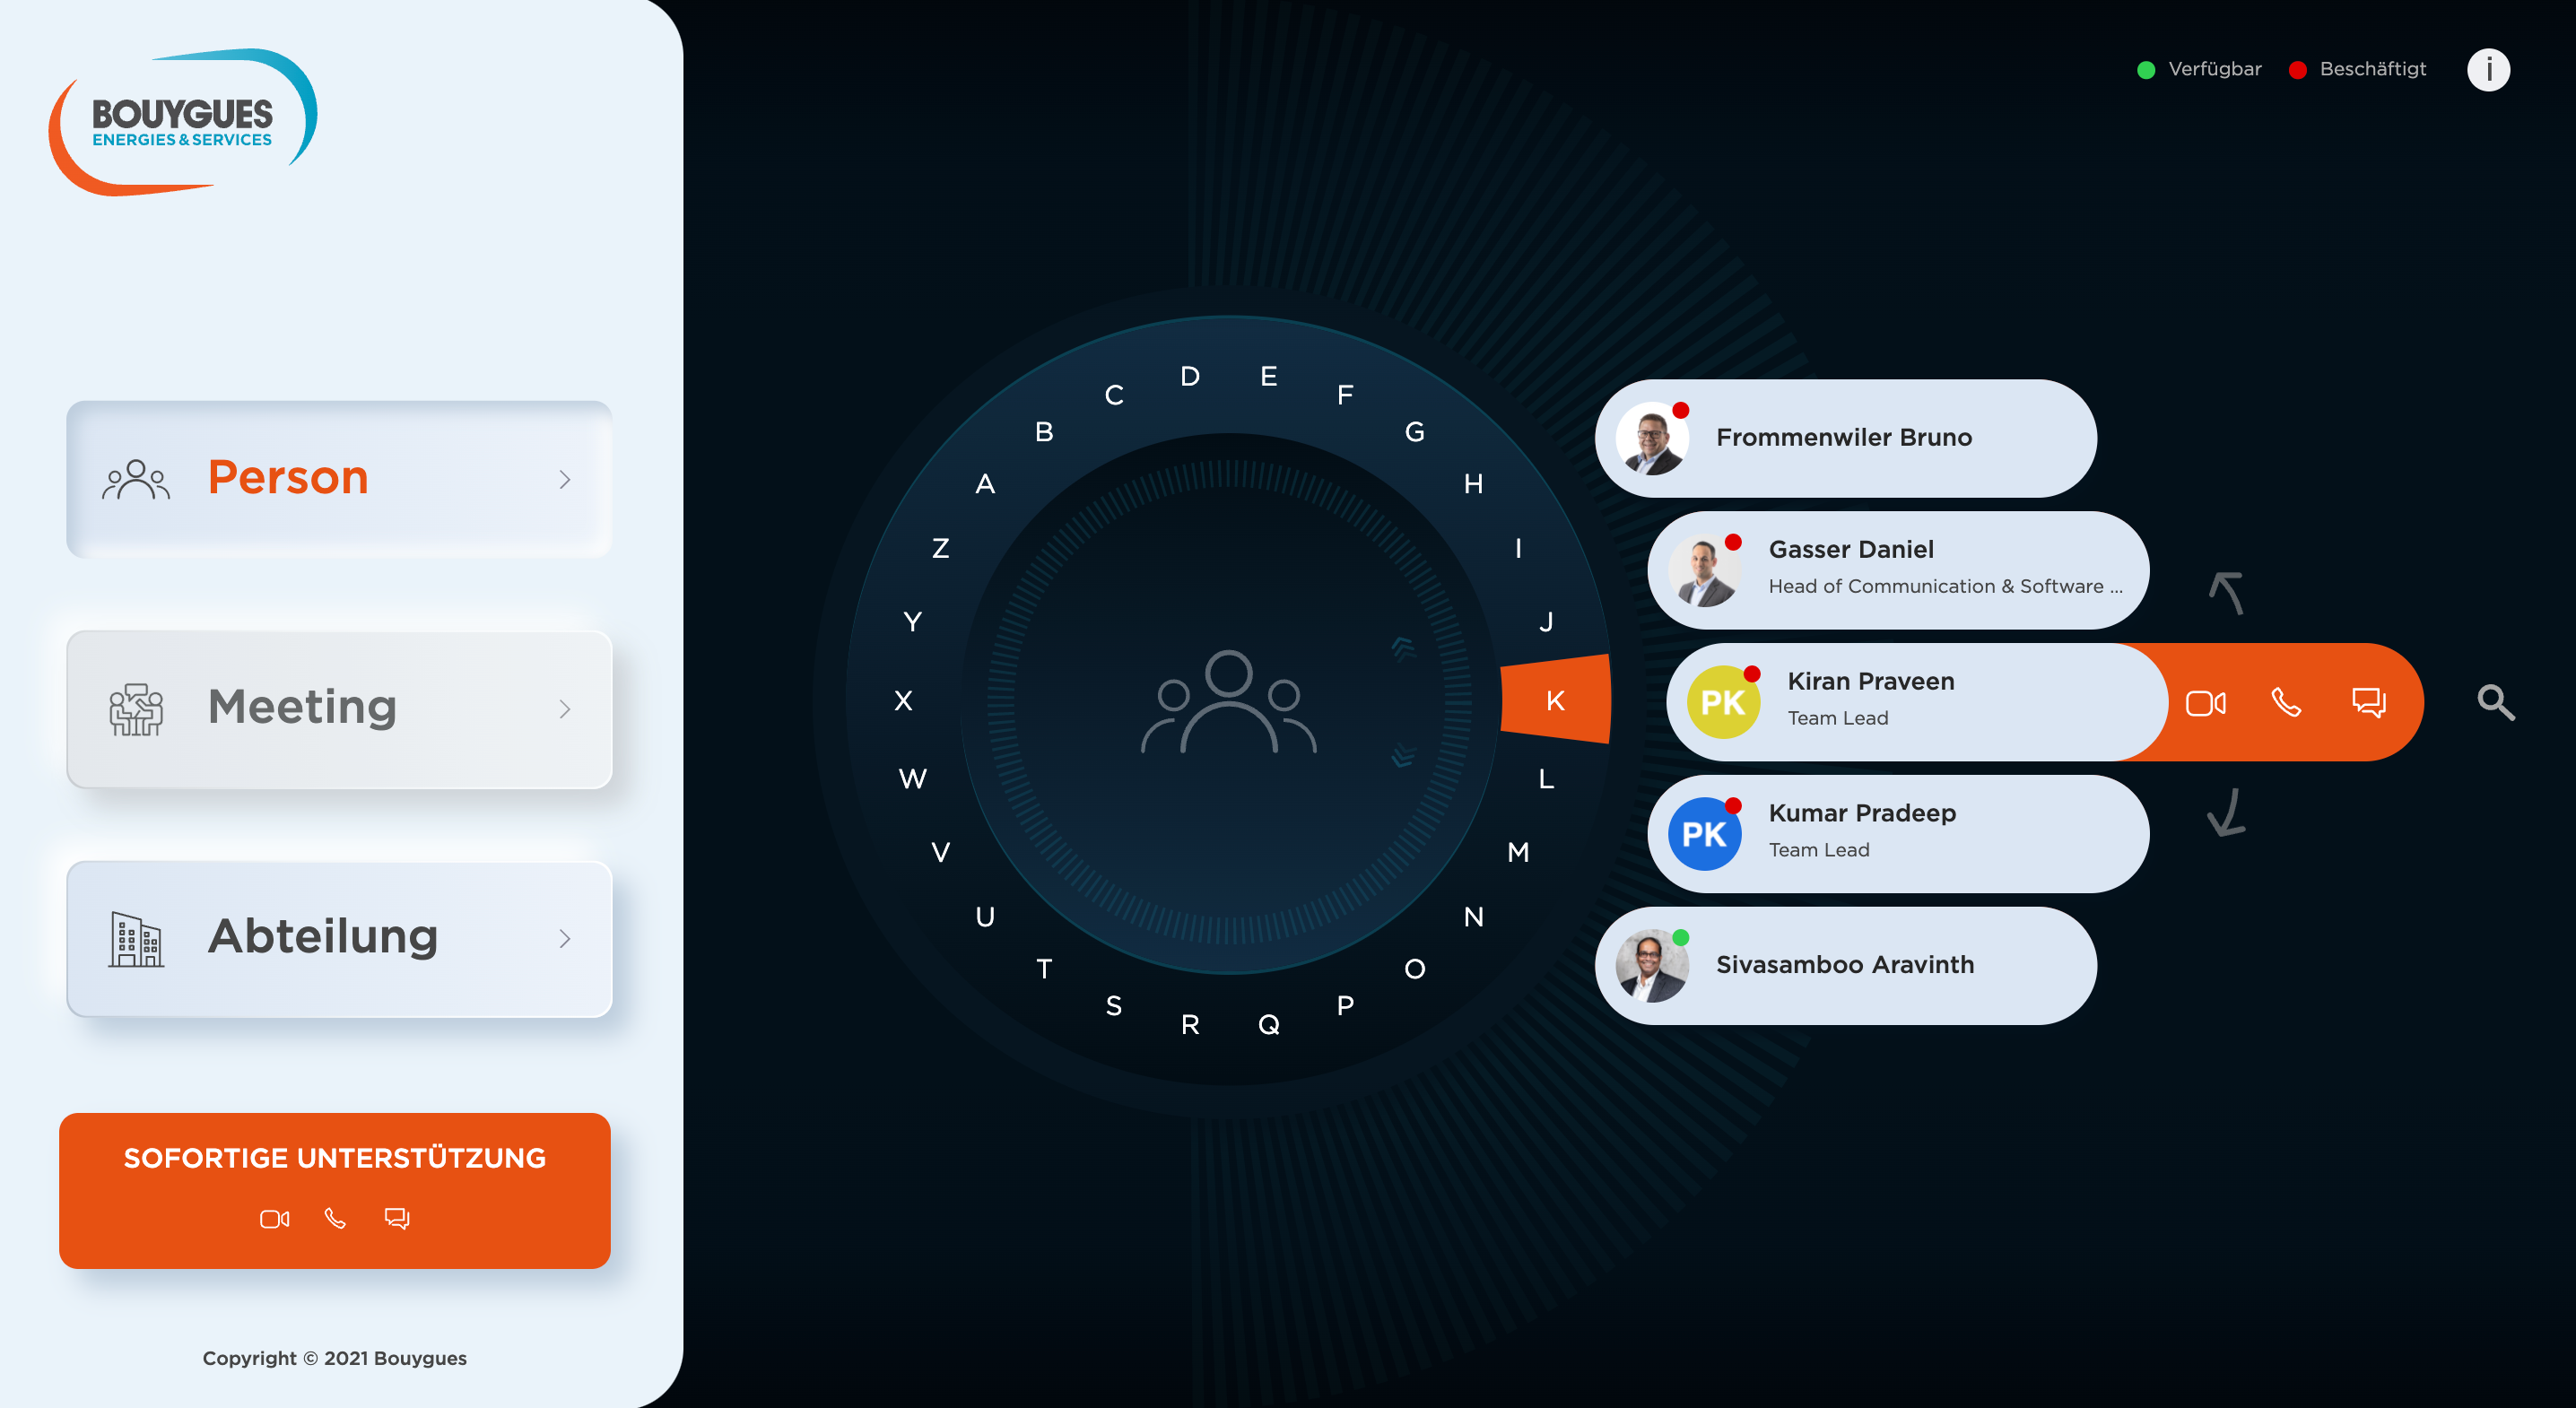 BOUYGUES
ENERGIES & SERVICES
Person
Meeting
Abteilung
SOFORTIGE UNTERSTÜTZUNG
Copyright © 2021 Bouygues
Verfügbar
Beschäftigt
i
A
B
C
D
E
F
G
H
I
J
K
L
M
N
O
P
Q
R
S
T
U
V
W
X
Y
Z
Frommenwiler Bruno
Gasser Daniel
Head of Communication & Software ...
PK
Kiran Praveen
Team Lead
PK
Kumar Pradeep
Team Lead
Sivasamboo Aravinth